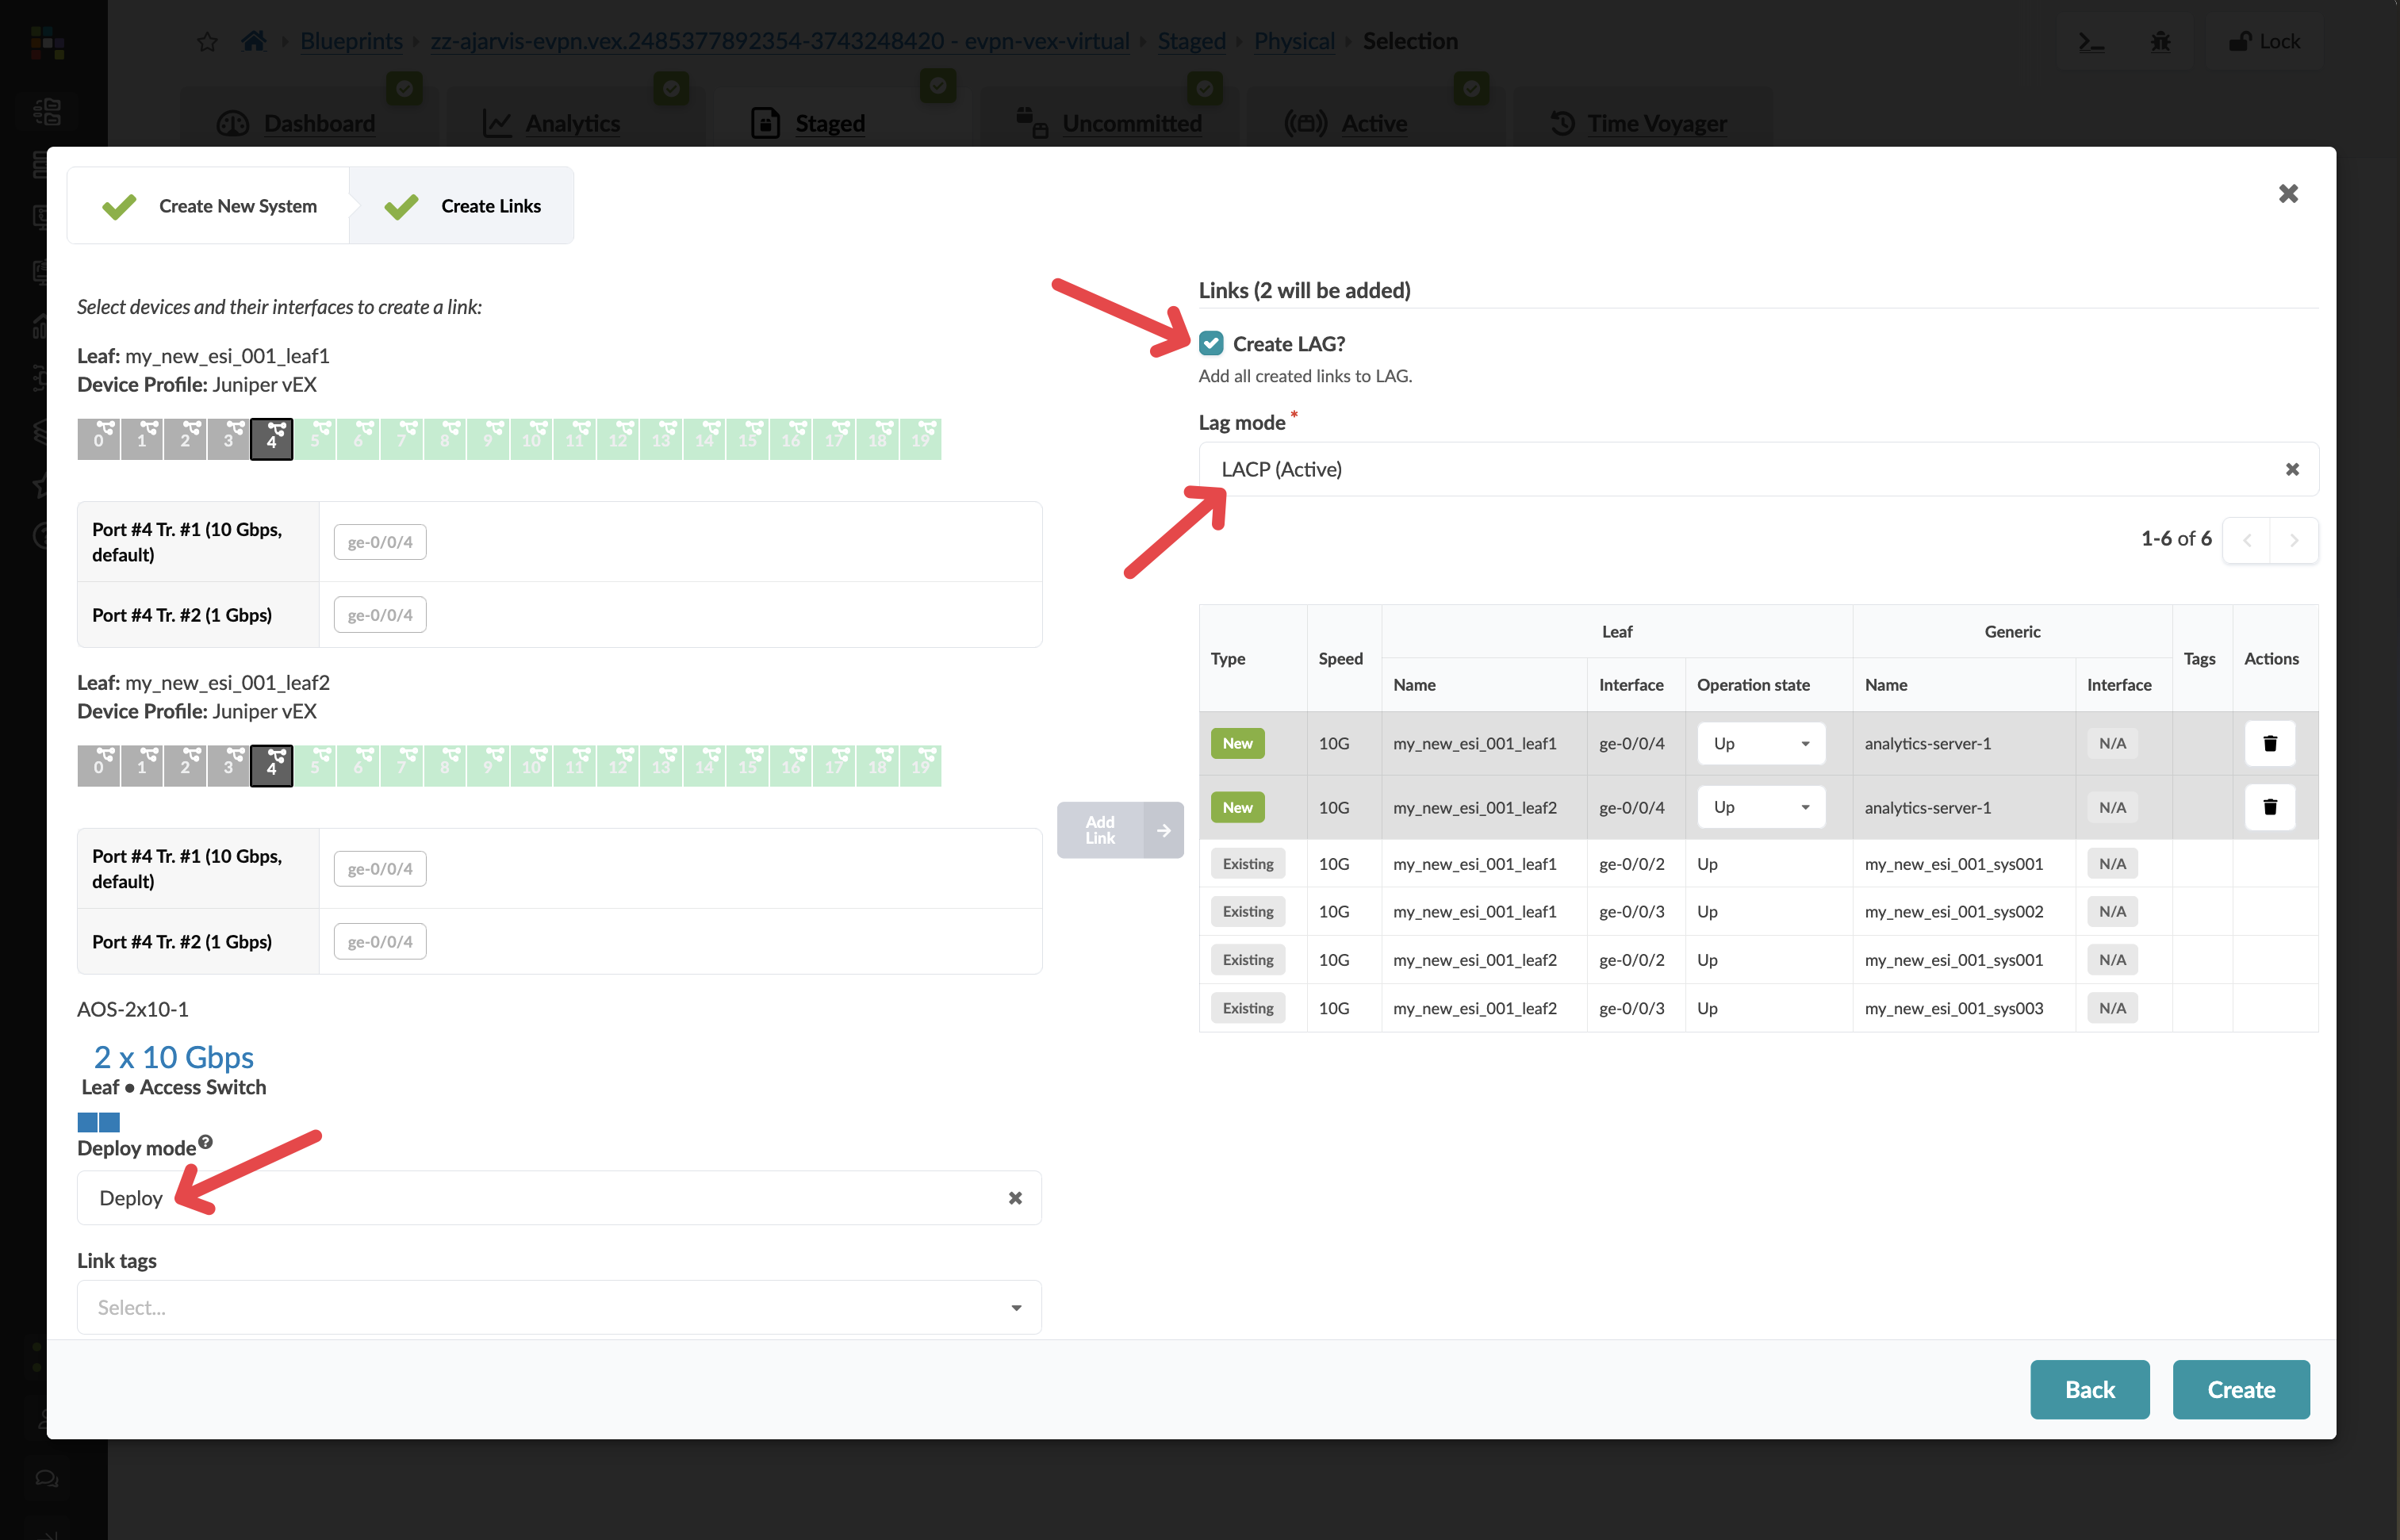 Blueprints zz-ajarvis-evpn.vex.2485377892354-3743248420 - evpn-vex-virtual Staged Physical Selection
Lock
Dashboard Analytics Staged Uncommitted Active Time Voyager
Create New System Create Links
Select devices and their interfaces to create a link:
Leaf: my_new_esi_001_leaf1
Device Profile: Juniper vEX
0 1 2 3 4 5 6 7 8 9 10 11 12 13 14 15 16 17 18 19
Port #4 Tr. #1 (10 Gbps,
default)
ge-0/0/4
Port #4 Tr. #2 (1 Gbps)
ge-0/0/4
Leaf: my_new_esi_001_leaf2
Device Profile: Juniper vEX
0 1 2 3 4 5 6 7 8 9 10 11 12 13 14 15 16 17 18 19
Port #4 Tr. #1 (10 Gbps,
default)
ge-0/0/4
Port #4 Tr. #2 (1 Gbps)
ge-0/0/4
AOS-2x10-1
2 x 10 Gbps
Leaf • Access Switch
Deploy mode ?
Deploy
Link tags
Select...
Add
Link
Links (2 will be added)
Create LAG?
Add all created links to LAG.
Lag mode *
LACP (Active)
1-6 of 6
Type Speed Leaf Generic Tags Actions
Name Interface Operation state Name Interface
New 10G my_new_esi_001_leaf1 ge-0/0/4 Up analytics-server-1 N/A
New 10G my_new_esi_001_leaf2 ge-0/0/4 Up analytics-server-1 N/A
Existing 10G my_new_esi_001_leaf1 ge-0/0/2 Up my_new_esi_001_sys001 N/A
Existing 10G my_new_esi_001_leaf1 ge-0/0/3 Up my_new_esi_001_sys002 N/A
Existing 10G my_new_esi_001_leaf2 ge-0/0/2 Up my_new_esi_001_sys001 N/A
Existing 10G my_new_esi_001_leaf2 ge-0/0/3 Up my_new_esi_001_sys003 N/A
Back Create